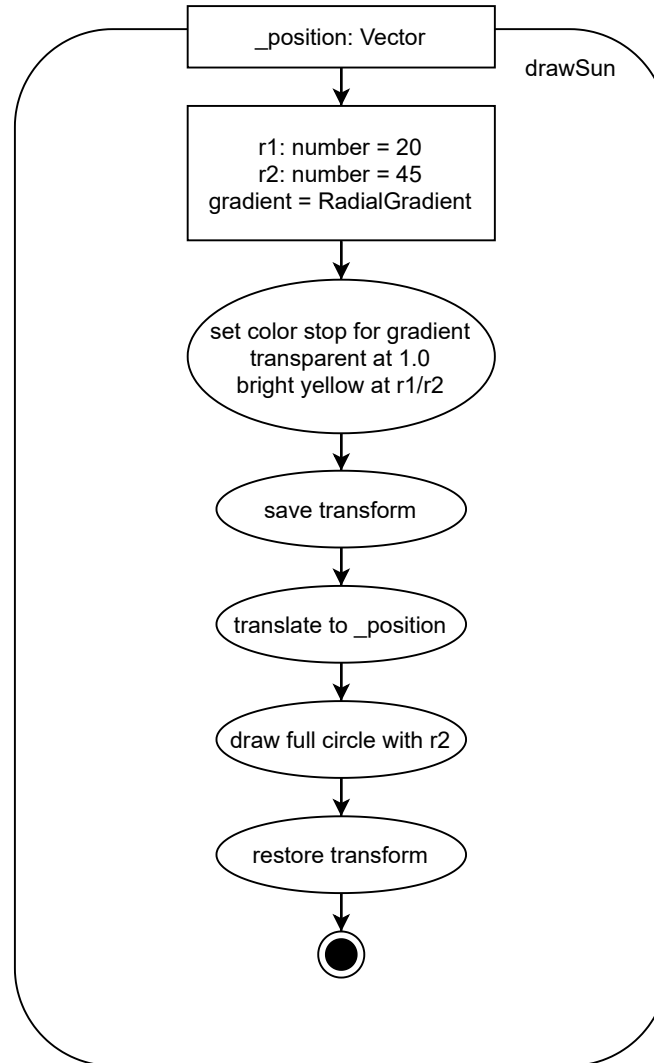 _position: Vector
drawSun
r1: number = 20
r2: number = 45
gradient = RadialGradient
set color stop for gradient
transparent at 1.0
bright yellow at r1/r2
save transform
translate to _position
draw full circle with r2
restore transform